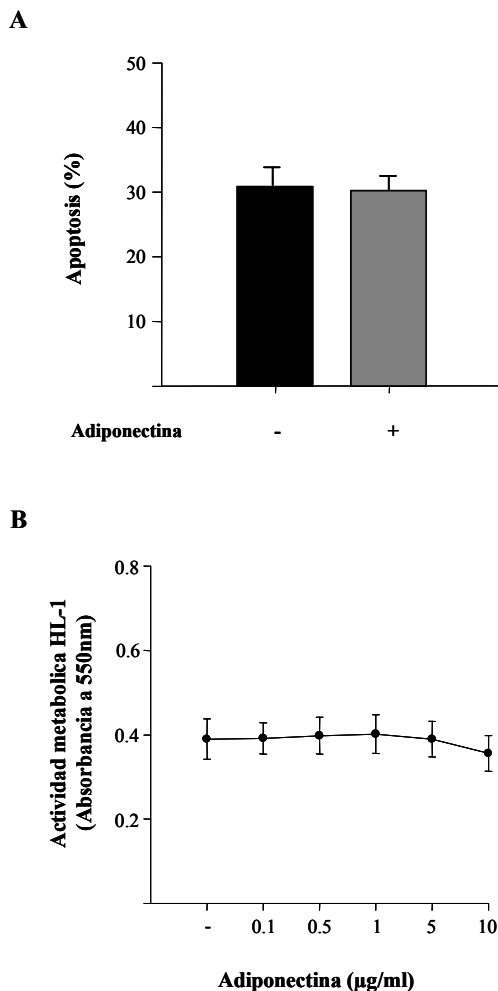 A
50
40
30
20
10
Apoptosis (%)
Adiponectina - +
B
0.8
0.6
0.4
0.2
Actividad metabolica HL-1
(Absorbancia a 550nm)
- 0.1 0.5 1 5 10
Adiponectina (µg/ml)